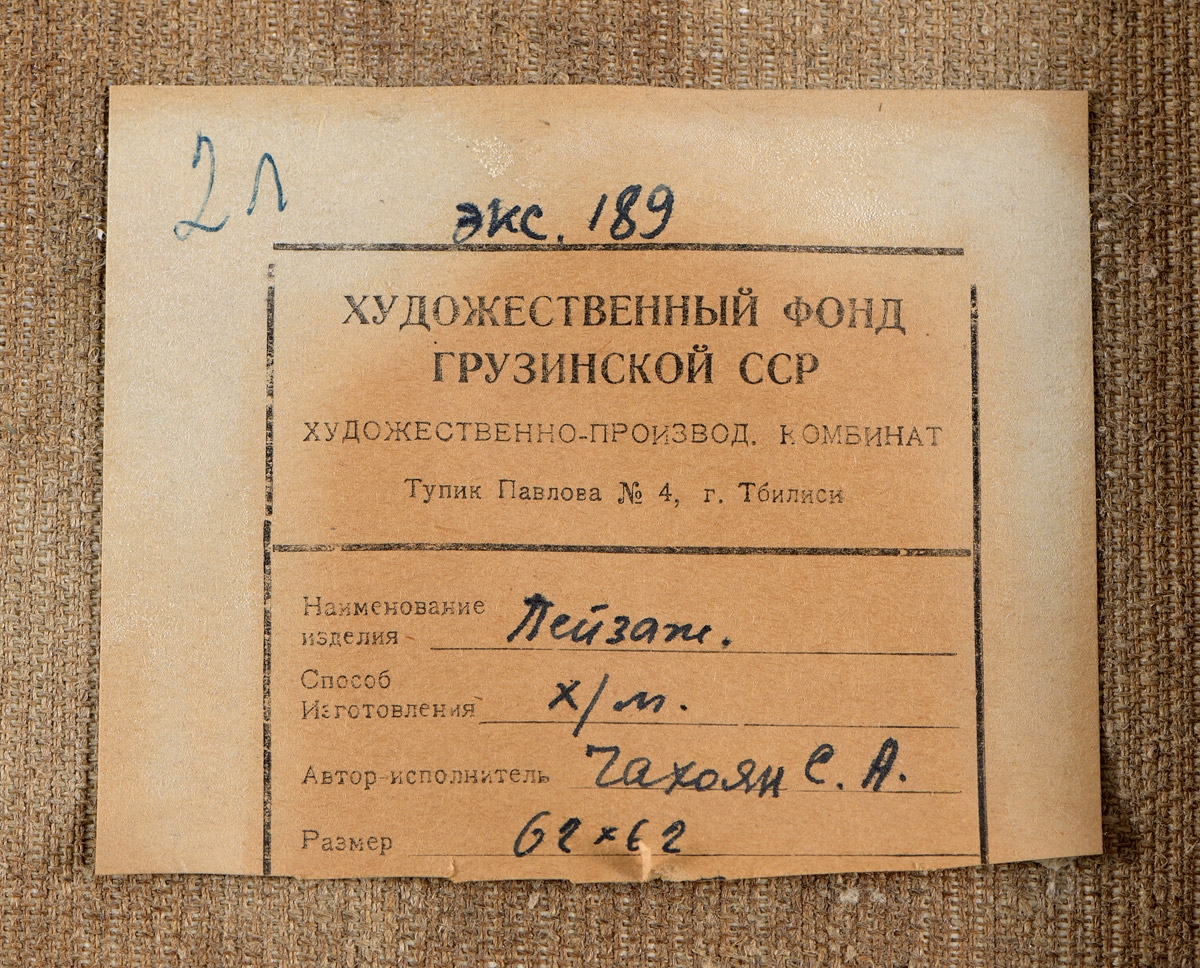 2 л
экс. 189
ХУДОЖЕСТВЕННЫЙ ФОНД
ГРУЗИНСКОЙ ССР
ХУДОЖЕСТВЕННО-ПРОИЗВОД. КОМБИНАТ
Тупик Павлова № 4, г. Тбилиси
Наименование
изделия Пейзаж.
Способ
Изготовления х/м.
Автор-исполнитель Чахоян С. А.
Размер 62×62